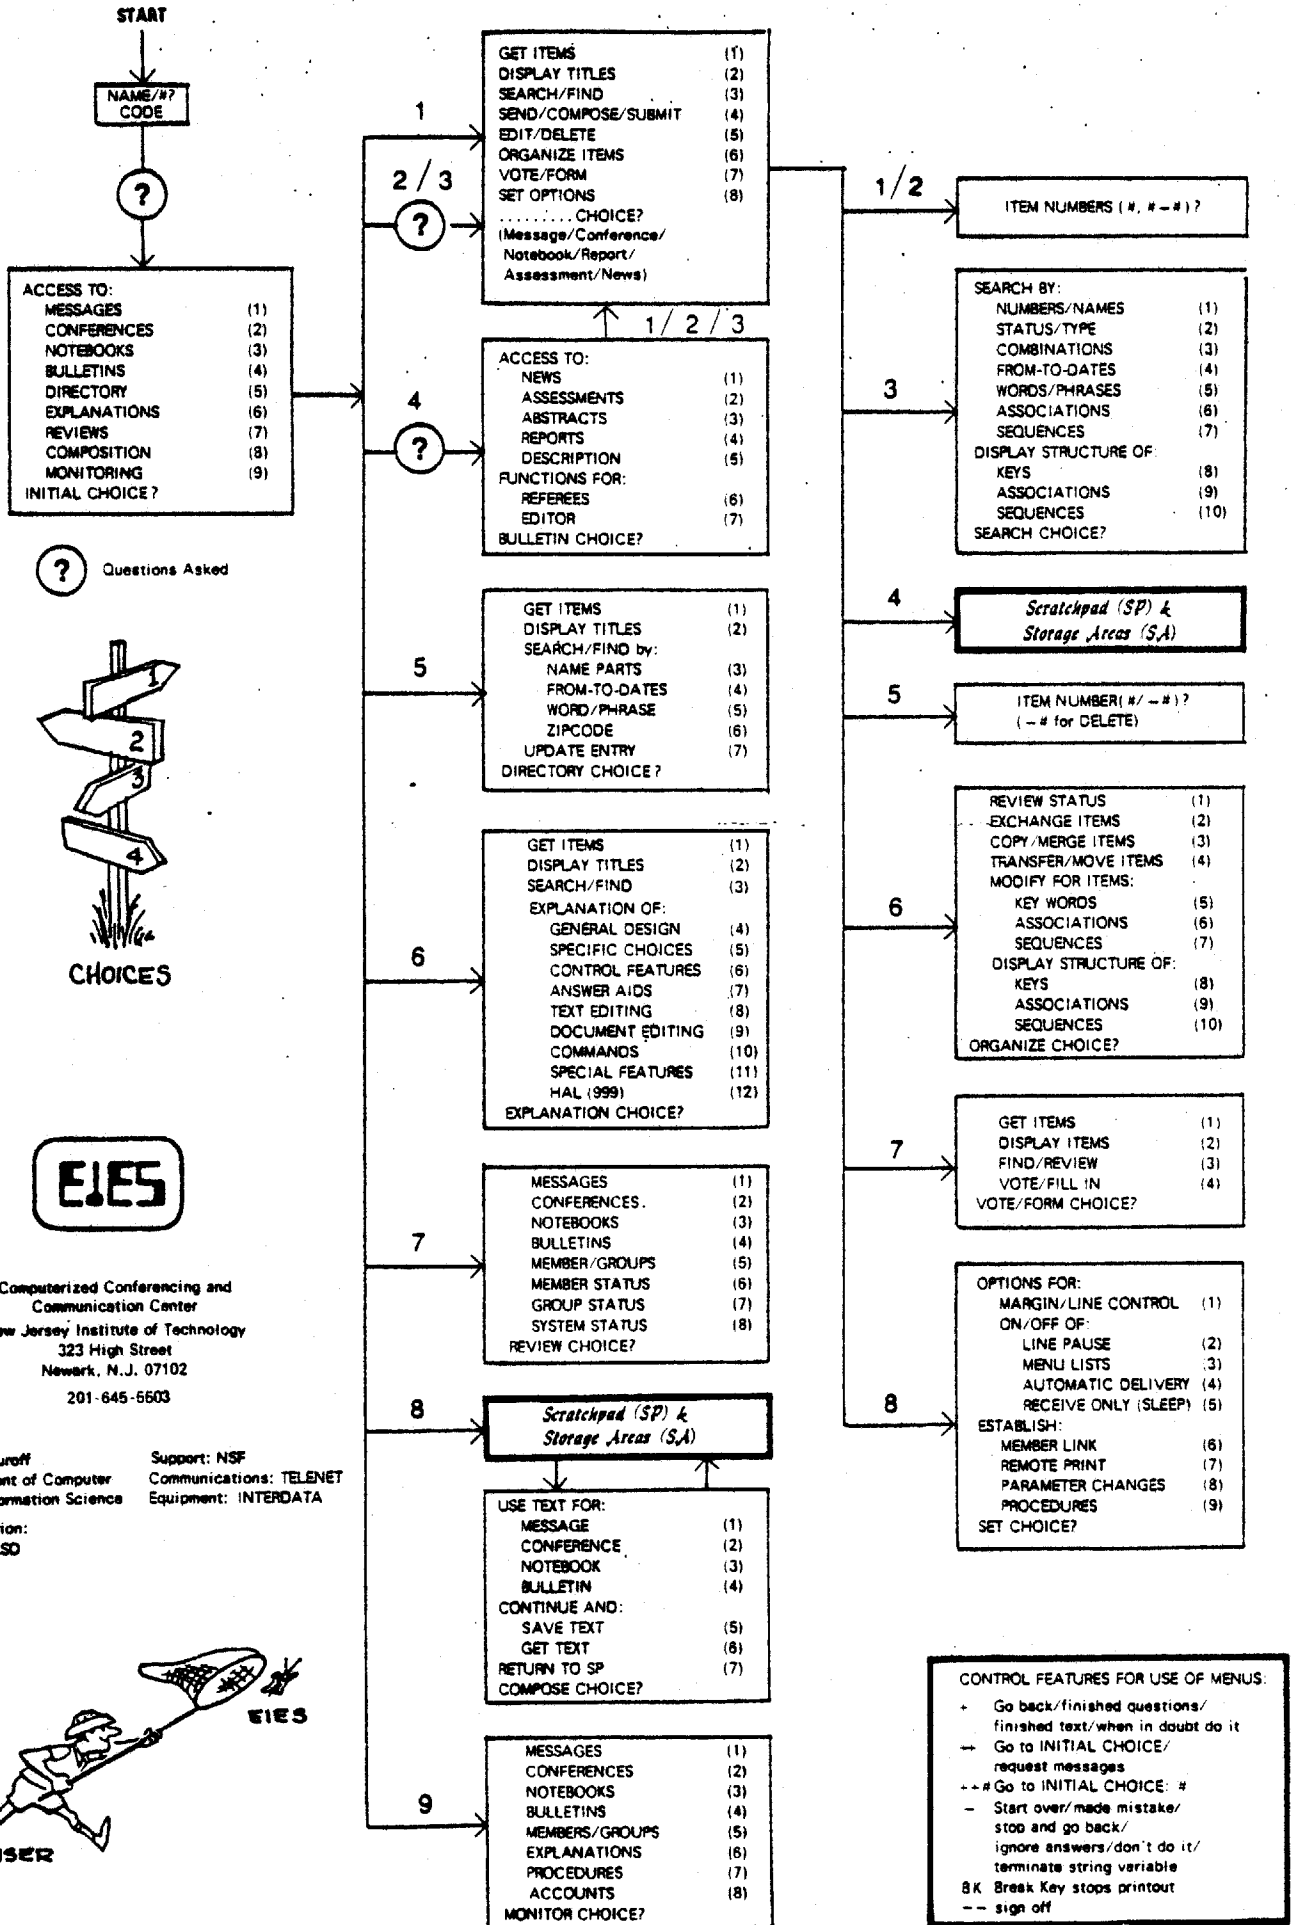 START
NAME/#?
CODE
?
ACCESS TO:
MESSAGES (1)
CONFERENCES (2)
NOTEBOOKS (3)
BULLETINS (4)
DIRECTORY (5)
EXPLANATIONS (6)
REVIEWS (7)
COMPOSITION (8)
MONITORING (9)
INITIAL CHOICE?
? Questions Asked
1
2
3
4
CHOICES
EIES
Computerized Conferencing and
Communication Center
New Jersey Institute of Technology
323 High Street
Newark, N.J. 07102
201-645-5503
uroff
nt of Computer
ormation Science
Support: NSF
Communications: TELENET
Equipment: INTERDATA
ion:
SD
EIES
USER
1
2 / 3
?
GET ITEMS (1)
DISPLAY TITLES (2)
SEARCH/FIND (3)
SEND/COMPOSE/SUBMIT (4)
EDIT/DELETE (5)
ORGANIZE ITEMS (6)
VOTE/FORM (7)
SET OPTIONS (8)
.........CHOICE?
(Message/Conference/
Notebook/Report/
Assessment/News)
1/ 2 / 3
4
?
ACCESS TO:
NEWS (1)
ASSESSMENTS (2)
ABSTRACTS (3)
REPORTS (4)
DESCRIPTION (5)
FUNCTIONS FOR:
REFEREES (6)
EDITOR (7)
BULLETIN CHOICE?
5
GET ITEMS (1)
DISPLAY TITLES (2)
SEARCH/FIND by:
NAME PARTS (3)
FROM-TO-DATES (4)
WORD/PHRASE (5)
ZIPCODE (6)
UPDATE ENTRY (7)
DIRECTORY CHOICE?
6
GET ITEMS (1)
DISPLAY TITLES (2)
SEARCH/FIND (3)
EXPLANATION OF:
GENERAL DESIGN (4)
SPECIFIC CHOICES (5)
CONTROL FEATURES (6)
ANSWER AIDS (7)
TEXT EDITING (8)
DOCUMENT EDITING (9)
COMMANDS (10)
SPECIAL FEATURES (11)
HAL (999) (12)
EXPLANATION CHOICE?
7
MESSAGES (1)
CONFERENCES. (2)
NOTEBOOKS (3)
BULLETINS (4)
MEMBER/GROUPS (5)
MEMBER STATUS (6)
GROUP STATUS (7)
SYSTEM STATUS (8)
REVIEW CHOICE?
8
Scratchpad (SP) &
Storage Areas (SA)
USE TEXT FOR:
MESSAGE (1)
CONFERENCE (2)
NOTEBOOK (3)
BULLETIN (4)
CONTINUE AND:
SAVE TEXT (5)
GET TEXT (6)
RETURN TO SP (7)
COMPOSE CHOICE?
9
MESSAGES (1)
CONFERENCES (2)
NOTEBOOKS (3)
BULLETINS (4)
MEMBERS/GROUPS (5)
EXPLANATIONS (6)
PROCEDURES (7)
ACCOUNTS (8)
MONITOR CHOICE?
1/2
ITEM NUMBERS (#, #-#)?
3
SEARCH BY:
NUMBERS/NAMES (1)
STATUS/TYPE (2)
COMBINATIONS (3)
FROM-TO-DATES (4)
WORDS/PHRASES (5)
ASSOCIATIONS (6)
SEQUENCES (7)
DISPLAY STRUCTURE OF:
KEYS (8)
ASSOCIATIONS (9)
SEQUENCES (10)
SEARCH CHOICE?
4
Scratchpad (SP) &
Storage Areas (SA)
5
ITEM NUMBER(#/-#)?
(-# for DELETE)
6
REVIEW STATUS (1)
EXCHANGE ITEMS (2)
COPY/MERGE ITEMS (3)
TRANSFER/MOVE ITEMS (4)
MODIFY FOR ITEMS:
KEY WORDS (5)
ASSOCIATIONS (6)
SEQUENCES (7)
DISPLAY STRUCTURE OF:
KEYS (8)
ASSOCIATIONS (9)
SEQUENCES (10)
ORGANIZE CHOICE?
7
GET ITEMS (1)
DISPLAY ITEMS (2)
FIND/REVIEW (3)
VOTE/FILL IN (4)
VOTE/FORM CHOICE?
8
OPTIONS FOR:
MARGIN/LINE CONTROL (1)
ON/OFF OF:
LINE PAUSE (2)
MENU LISTS (3)
AUTOMATIC DELIVERY (4)
RECEIVE ONLY (SLEEP) (5)
ESTABLISH:
MEMBER LINK (6)
REMOTE PRINT (7)
PARAMETER CHANGES (8)
PROCEDURES (9)
SET CHOICE?
CONTROL FEATURES FOR USE OF MENUS:
+ Go back/finished questions/
finished text/when in doubt do it
Go to INITIAL CHOICE/
request messages
++# Go to INITIAL CHOICE: #
- Start over/made mistake/
stop and go back/
ignore answers/don't do it/
terminate string variable
BK Break Key stops printout
-- sign off